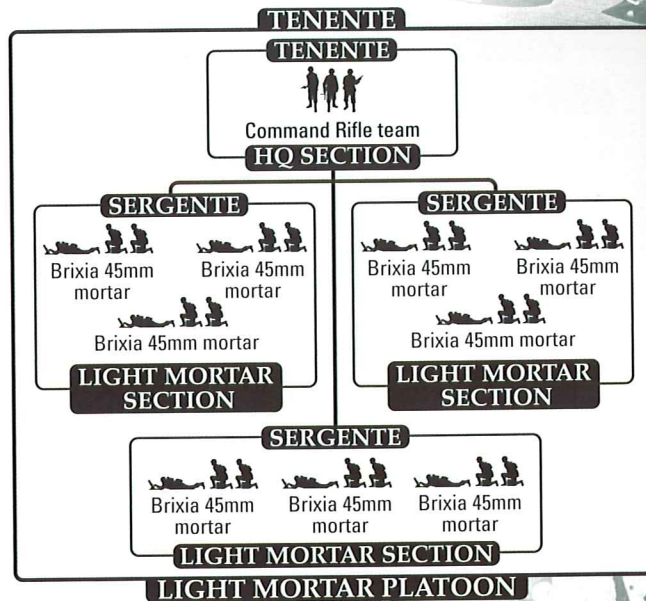 TENENTE
TENENTE
Command Rifle team
HQ SECTION
SERGENTE
Brixia 45mm
mortar
Brixia 45mm
mortar
Brixia 45mm mortar
LIGHT MORTAR
SECTION
SERGENTE
Brixia 45mm
mortar
Brixia 45mm
mortar
Brixia 45mm mortar
LIGHT MORTAR
SECTION
SERGENTE
Brixia 45mm
mortar
Brixia 45mm
mortar
Brixia 45mm
mortar
LIGHT MORTAR SECTION
LIGHT MORTAR PLATOON